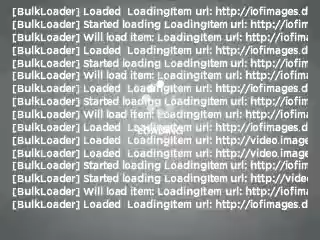 [BulkLoader] Loaded  LoadingItem url: http://iofimages.d
[BulkLoader] Started loading LoadingItem url: http://iofim
[BulkLoader] Will load item: LoadingItem url: http://iofima
[BulkLoader] Loaded  LoadingItem url: http://iofimages.d
[BulkLoader] Started loading LoadingItem url: http://iofim
[BulkLoader] Will load item: LoadingItem url: http://iofima
[BulkLoader] Loaded  LoadingItem url: http://iofimages.d
[BulkLoader] Started loading LoadingItem url: http://iofim
[BulkLoader] Will load item: LoadingItem url: http://iofima
[BulkLoader] Loaded  LoadingItem url: http://iofimages.d
LOADING
[BulkLoader] Loaded  LoadingItem url: http://video.image
[BulkLoader] Loaded  LoadingItem url: http://video.image
[BulkLoader] Started loading LoadingItem url: http://iofim
[BulkLoader] Started loading LoadingItem url: http://vide
[BulkLoader] Will load item: LoadingItem url: http://iofima
[BulkLoader] Loaded  LoadingItem url: http://iofimages.d